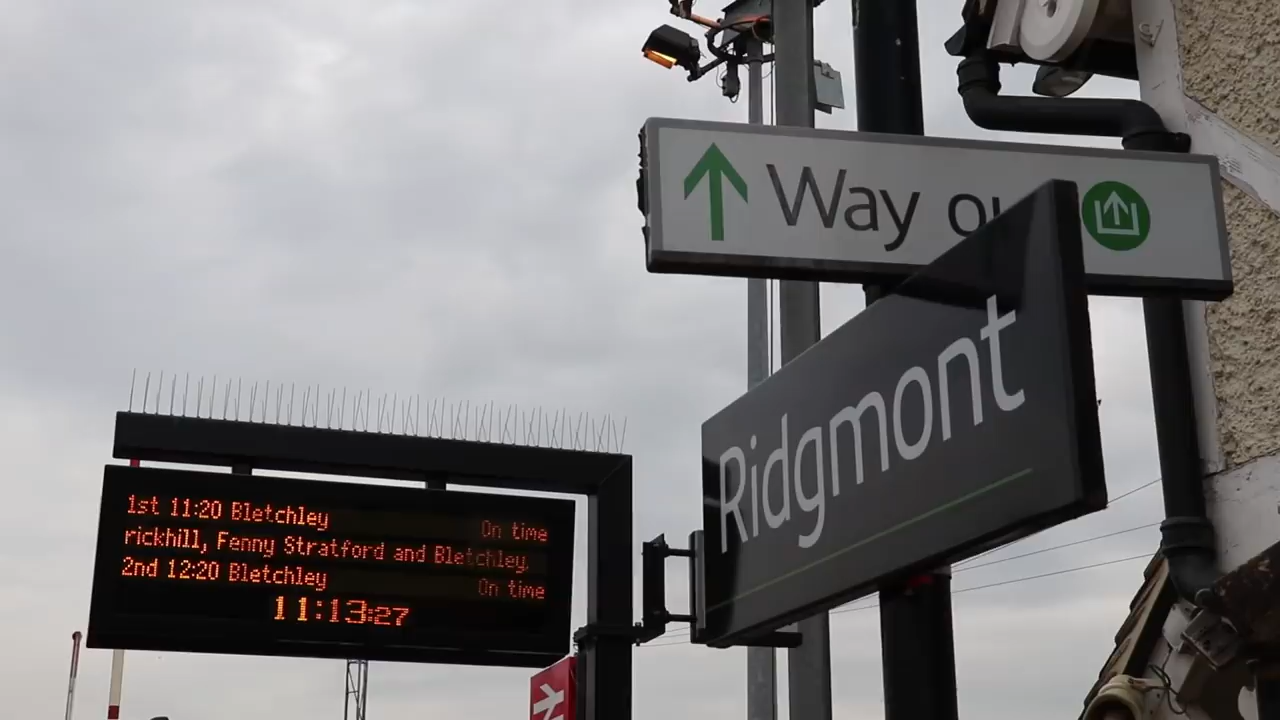 Way ou
Ridgmont
1st 11:20 Bletchley On time
rickhill, Fenny Stratford and Bletchley.
2nd 12:20 Bletchley On time
11:13:27